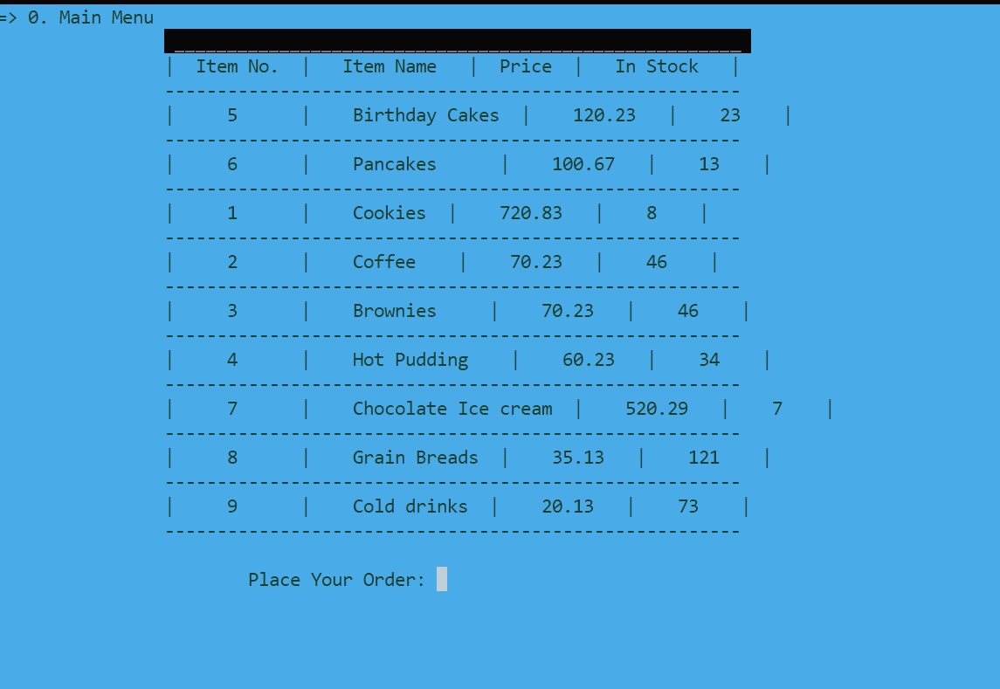 => 0. Main Menu
| Item No. | Item Name | Price | In Stock |
-------------------------------------------------------
| 5 | Birthday Cakes | 120.23 | 23 |
-------------------------------------------------------
| 6 | Pancakes | 100.67 | 13 |
-------------------------------------------------------
| 1 | Cookies | 720.83 | 8 |
-------------------------------------------------------
| 2 | Coffee | 70.23 | 46 |
-------------------------------------------------------
| 3 | Brownies | 70.23 | 46 |
-------------------------------------------------------
| 4 | Hot Pudding | 60.23 | 34 |
-------------------------------------------------------
| 7 | Chocolate Ice cream | 520.29 | 7 |
-------------------------------------------------------
| 8 | Grain Breads | 35.13 | 121 |
-------------------------------------------------------
| 9 | Cold drinks | 20.13 | 73 |
-------------------------------------------------------
Place Your Order: